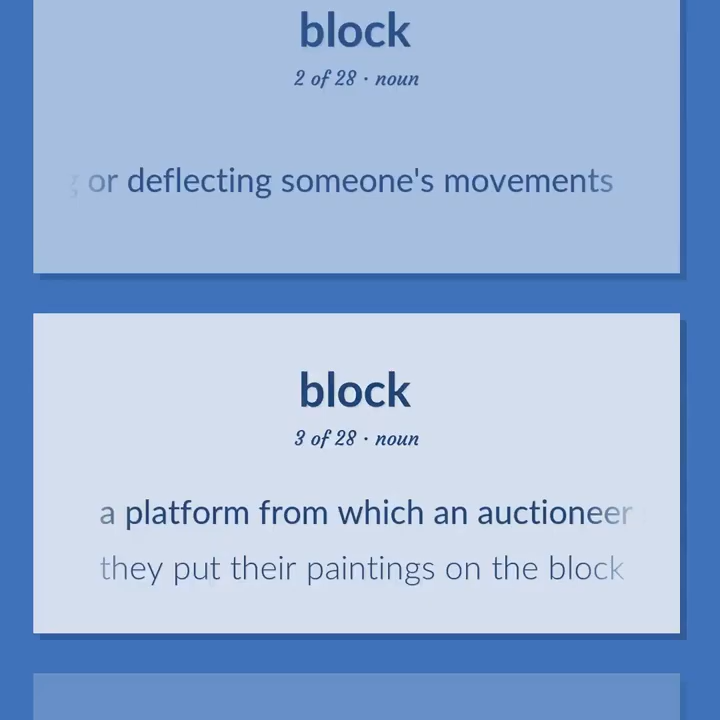 block
2 of 28 · noun
or deflecting someone's movements
block
3 of 28 · noun
a platform from which an auctioneer
they put their paintings on the block